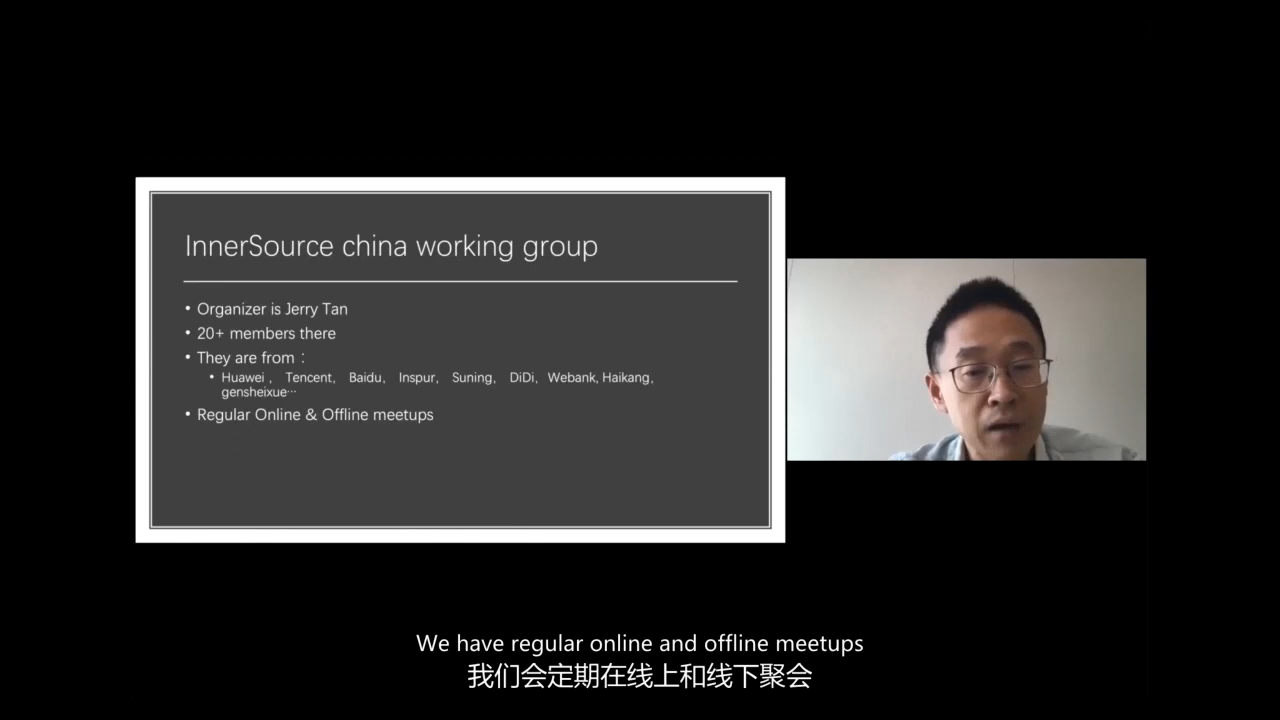 InnerSource china working group
• Organizer is Jerry Tan
• 20+ members there
• They are from：
• Huawei， Tencent， Baidu， Inspur， Suning， DiDi，Webank, Haikang，
gensheixue…
• Regular Online & Offline meetups
We have regular online and offline meetups
我们会定期在线上和线下聚会